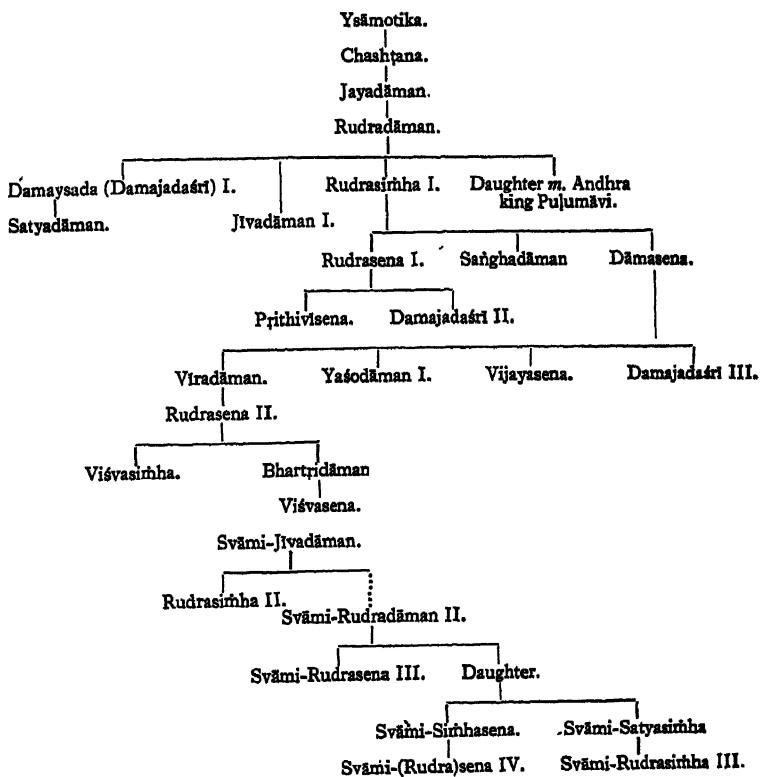 Ysāmotika.
Chashṭana.
Jayadāman.
Rudradāman.
Damaysada (Damajadaśrī) I.
Satyadāman.
Jīvadāman I.
Rudrasiṁha I.
Daughter m. Andhra
king Puḷumāvi.
Rudrasena I.
Saṅghadāman
Dāmasena.
Pṛithivīsena.
Damajadaśrī II.
Vīradāman.
Yaśodāman I.
Vijayasena.
Damajadaśrī III.
Rudrasena II.
Viśvasiṁha.
Bhartṛidāman
Viśvasena.
Svāmi-Jīvadāman.
Rudrasiṁha II.
Svāmi-Rudradāman II.
Svāmi-Rudrasena III.
Daughter.
Svāmi-Siṁhasena.
Svāmi-Satyasiṁha
Svāmi-(Rudra)sena IV.
Svāmi-Rudrasiṁha III.